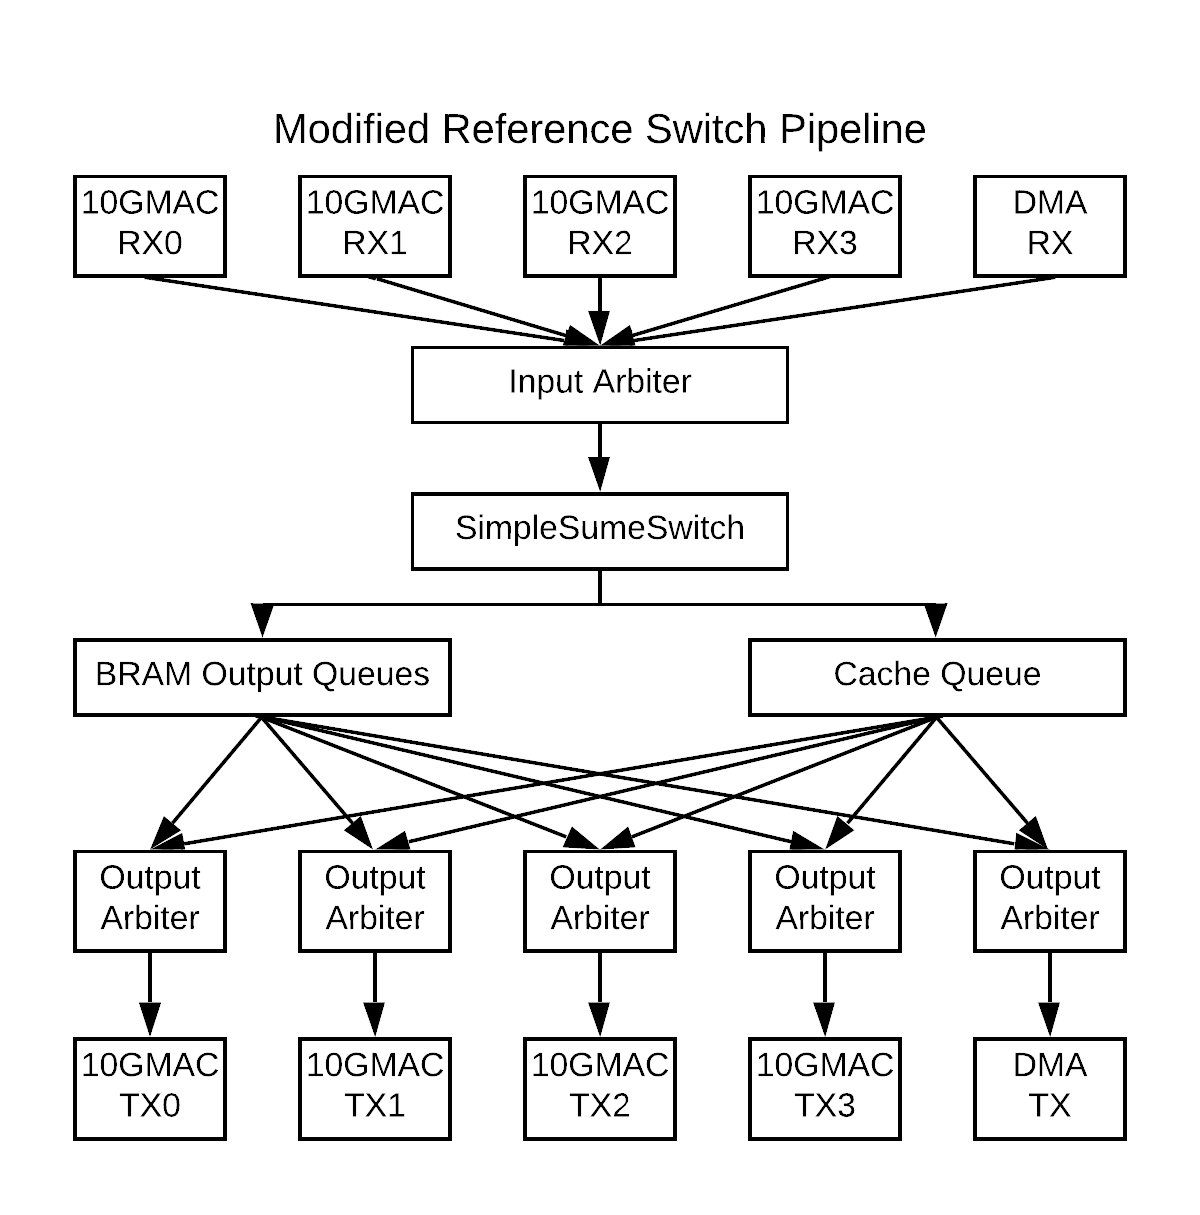 Modified Reference Switch Pipeline
10GMAC
RX0
10GMAC
RX1
10GMAC
RX2
10GMAC
RX3
DMA
RX
Input Arbiter
SimpleSumeSwitch
BRAM Output Queues
Cache Queue
Output
Arbiter
Output
Arbiter
Output
Arbiter
Output
Arbiter
Output
Arbiter
10GMAC
TX0
10GMAC
TX1
10GMAC
TX2
10GMAC
TX3
DMA
TX